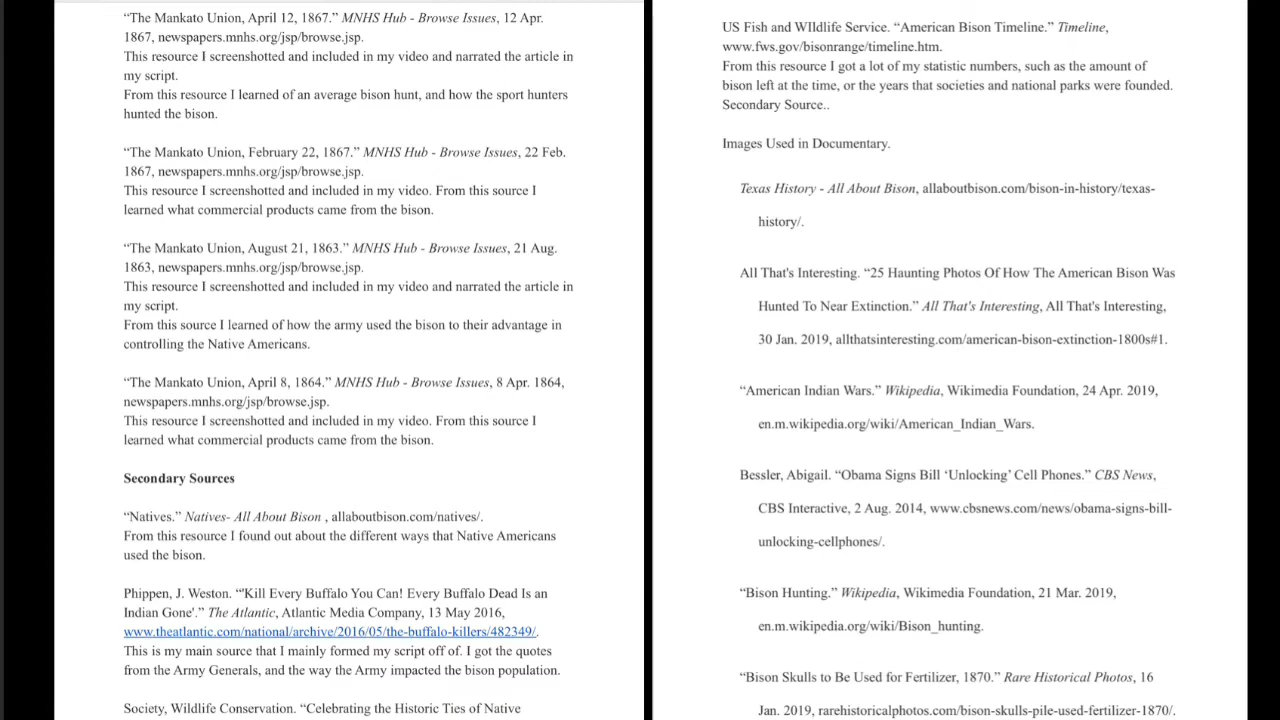 “The Mankato Union, April 12, 1867.” MNHS Hub - Browse Issues, 12 Apr.
1867, newspapers.mnhs.org/jsp/browse.jsp.
This resource I screenshotted and included in my video and narrated the article in
my script.
From this resource I learned of an average bison hunt, and how the sport hunters
hunted the bison.
“The Mankato Union, February 22, 1867.” MNHS Hub - Browse Issues, 22 Feb.
1867, newspapers.mnhs.org/jsp/browse.jsp.
This resource I screenshotted and included in my video. From this source I
learned what commercial products came from the bison.
“The Mankato Union, August 21, 1863.” MNHS Hub - Browse Issues, 21 Aug.
1863, newspapers.mnhs.org/jsp/browse.jsp.
This resource I screenshotted and included in my video and narrated the article in
my script.
From this source I learned of how the army used the bison to their advantage in
controlling the Native Americans.
“The Mankato Union, April 8, 1864.” MNHS Hub - Browse Issues, 8 Apr. 1864,
newspapers.mnhs.org/jsp/browse.jsp.
This resource I screenshotted and included in my video. From this source I
learned what commercial products came from the bison.
Secondary Sources
“Natives.” Natives- All About Bison , allaboutbison.com/natives/.
From this resource I found out about the different ways that Native Americans
used the bison.
Phippen, J. Weston. “'Kill Every Buffalo You Can! Every Buffalo Dead Is an
Indian Gone'.” The Atlantic, Atlantic Media Company, 13 May 2016,
www.theatlantic.com/national/archive/2016/05/the-buffalo-killers/482349/.
This is my main source that I mainly formed my script off of. I got the quotes
from the Army Generals, and the way the Army impacted the bison population.
Society, Wildlife Conservation. “Celebrating the Historic Ties of Native
US Fish and WIldlife Service. “American Bison Timeline.” Timeline,
www.fws.gov/bisonrange/timeline.htm.
From this resource I got a lot of my statistic numbers, such as the amount of
bison left at the time, or the years that societies and national parks were founded.
Secondary Source..
Images Used in Documentary.
Texas History - All About Bison, allaboutbison.com/bison-in-history/texas-
history/.
All That's Interesting. “25 Haunting Photos Of How The American Bison Was
Hunted To Near Extinction.” All That's Interesting, All That's Interesting,
30 Jan. 2019, allthatsinteresting.com/american-bison-extinction-1800s#1.
“American Indian Wars.” Wikipedia, Wikimedia Foundation, 24 Apr. 2019,
en.m.wikipedia.org/wiki/American_Indian_Wars.
Bessler, Abigail. “Obama Signs Bill ‘Unlocking’ Cell Phones.” CBS News,
CBS Interactive, 2 Aug. 2014, www.cbsnews.com/news/obama-signs-bill-
unlocking-cellphones/.
“Bison Hunting.” Wikipedia, Wikimedia Foundation, 21 Mar. 2019,
en.m.wikipedia.org/wiki/Bison_hunting.
“Bison Skulls to Be Used for Fertilizer, 1870.” Rare Historical Photos, 16
Jan. 2019, rarehistoricalphotos.com/bison-skulls-pile-used-fertilizer-1870/.